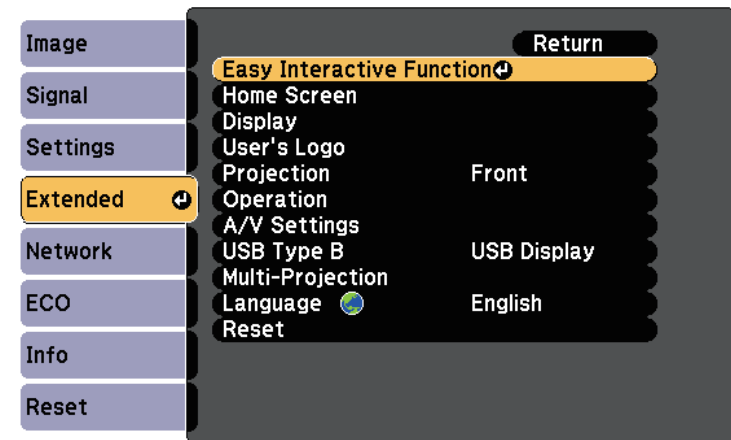 Image
Signal
Settings
Extended
Network
ECO
Info
Reset
Return
Easy Interactive Function
Home Screen
Display
User's Logo
Projection Front
Operation
A/V Settings
USB Type B USB Display
Multi-Projection
Language English
Reset